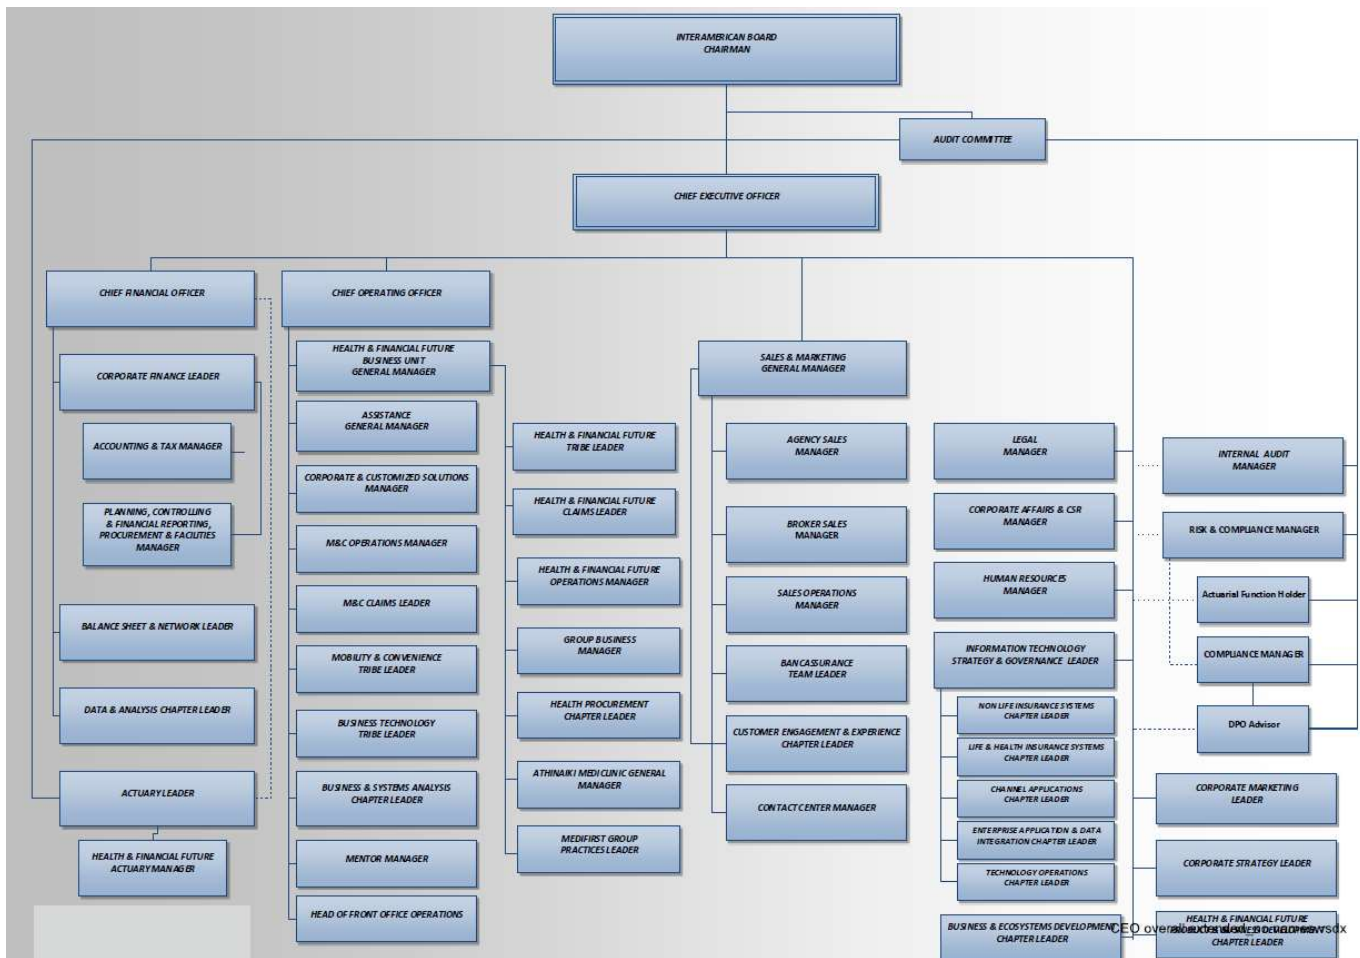 INTERAMERICAN BOARD
CHAIRMAN
AUDIT COMMITTEE
CHIEF EXECUTIVE OFFICER
CHIEF FINANCIAL OFFICER
CORPORATE FINANCE LEADER
ACCOUNTING & TAX MANAGER
PLANNING, CONTROLLING
& FINANCIAL REPORTING,
PROCUREMENT & FACILITIES
MANAGER
BALANCE SHEET & NETWORK LEADER
DATA & ANALYSIS CHAPTER LEADER
ACTUARY LEADER
HEALTH & FINANCIAL FUTURE
ACTUARY MANAGER
CHIEF OPERATING OFFICER
HEALTH & FINANCIAL FUTURE
BUSINESS UNIT
GENERAL MANAGER
ASSISTANCE
GENERAL MANAGER
CORPORATE & CUSTOMIZED SOLUTIONS
MANAGER
M&C OPERATIONS MANAGER
M&C CLAIMS LEADER
MOBILITY & CONVENIENCE
TRIBE LEADER
BUSINESS TECHNOLOGY
TRIBE LEADER
BUSINESS & SYSTEMS ANALYSIS
CHAPTER LEADER
MENTOR MANAGER
HEAD OF FRONT OFFICE OPERATIONS
HEALTH & FINANCIAL FUTURE
TRIBE LEADER
HEALTH & FINANCIAL FUTURE
CLAIMS LEADER
HEALTH & FINANCIAL FUTURE
OPERATIONS MANAGER
GROUP BUSINESS
MANAGER
HEALTH PROCUREMENT
CHAPTER LEADER
ATHINAIKI MEDICLINIC GENERAL
MANAGER
MEDIFIRST GROUP
PRACTICES LEADER
SALES & MARKETING
GENERAL MANAGER
AGENCY SALES
MANAGER
BROKER SALES
MANAGER
SALES OPERATIONS
MANAGER
BANCASSURANCE
TEAM LEADER
CUSTOMER ENGAGEMENT & EXPERIENCE
CHAPTER LEADER
CONTACT CENTER MANAGER
LEGAL
MANAGER
CORPORATE AFFAIRS & CSR
MANAGER
HUMAN RESOURCES
MANAGER
INFORMATION TECHNOLOGY
STRATEGY & GOVERNANCE LEADER
NON LIFE INSURANCE SYSTEMS
CHAPTER LEADER
LIFE & HEALTH INSURANCE SYSTEMS
CHAPTER LEADER
CHANNEL APPLICATIONS
CHAPTER LEADER
ENTERPRISE APPLICATION & DATA
INTEGRATION CHAPTER LEADER
TECHNOLOGY OPERATIONS
CHAPTER LEADER
BUSINESS & ECOSYSTEMS DEVELOPMENT
CHAPTER LEADER
INTERNAL AUDIT
MANAGER
RISK & COMPLIANCE MANAGER
Actuarial Function Holder
COMPLIANCE MANAGER
DPO Advisor
CORPORATE MARKETING
LEADER
CORPORATE STRATEGY LEADER
HEALTH & FINANCIAL FUTURE
CHAPTER LEADER
CEO